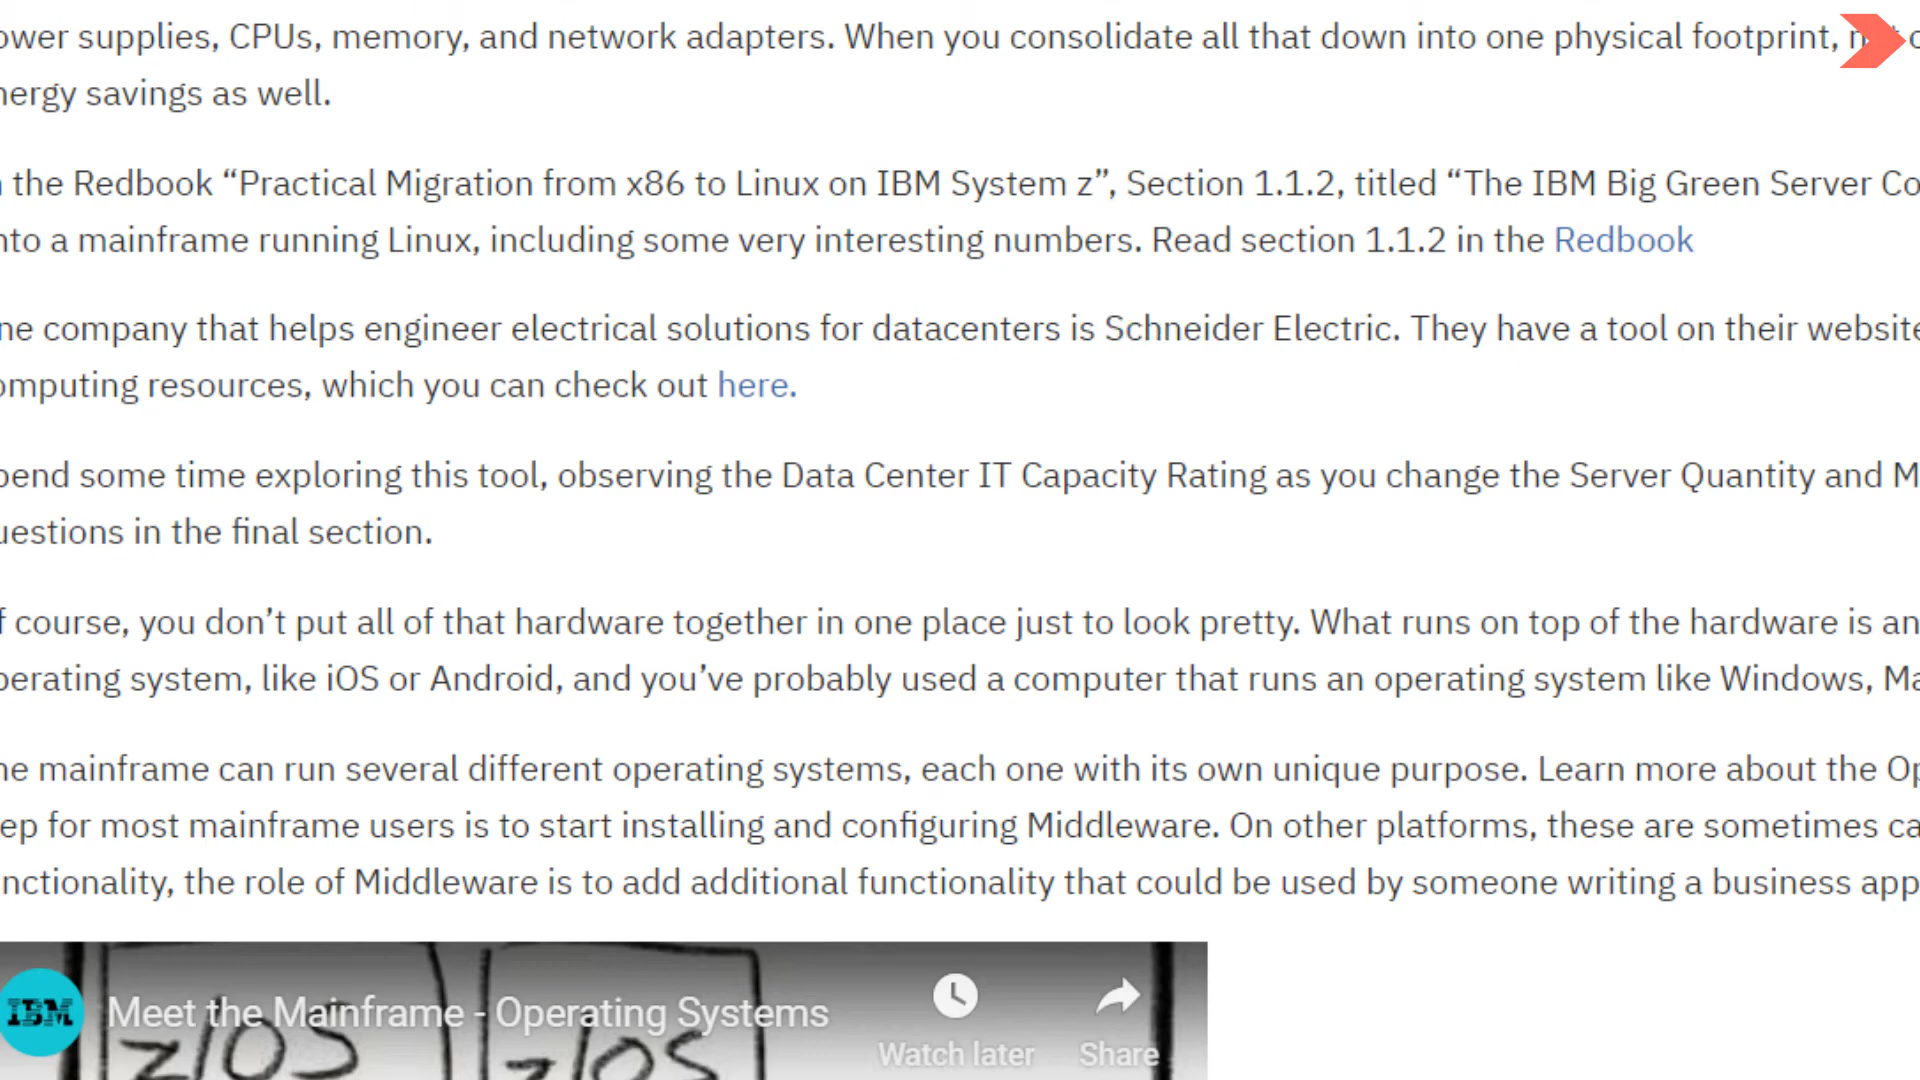 ower supplies, CPUs, memory, and network adapters. When you consolidate all that down into one physical footprint,
nergy savings as well.
the Redbook “Practical Migration from x86 to Linux on IBM System z”, Section 1.1.2, titled “The IBM Big Green Server Co
nto a mainframe running Linux, including some very interesting numbers. Read section 1.1.2 in the Redbook
ne company that helps engineer electrical solutions for datacenters is Schneider Electric. They have a tool on their website
omputing resources, which you can check out here.
pend some time exploring this tool, observing the Data Center IT Capacity Rating as you change the Server Quantity and M
uestions in the final section.
f course, you don’t put all of that hardware together in one place just to look pretty. What runs on top of the hardware is an
perating system, like iOS or Android, and you’ve probably used a computer that runs an operating system like Windows, Ma
he mainframe can run several different operating systems, each one with its own unique purpose. Learn more about the Op
ep for most mainframe users is to start installing and configuring Middleware. On other platforms, these are sometimes ca
nctionality, the role of Middleware is to add additional functionality that could be used by someone writing a business app
IBM Meet the Mainframe - Operating Systems
Watch later Share
z/OS z/OS